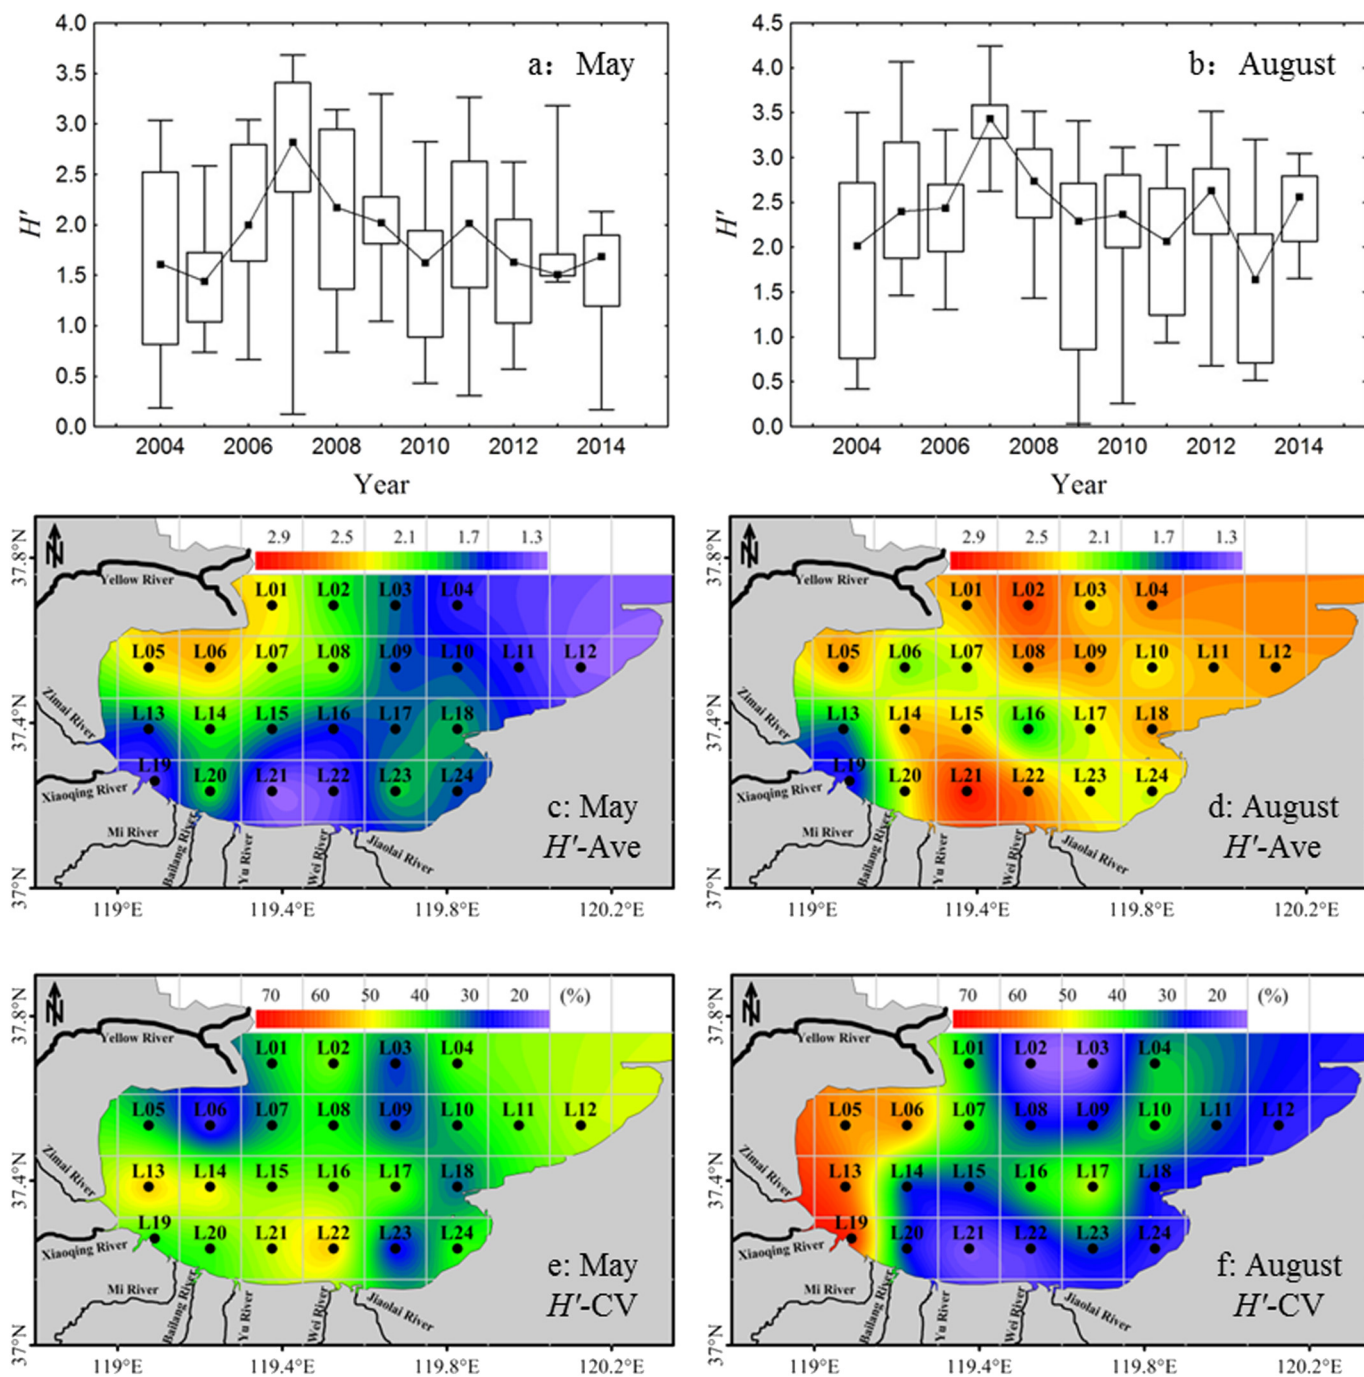 a: May
4.0
3.5
3.0
2.5
2.0
1.5
1.0
0.5
0.0
H'
2004 2006 2008 2010 2012 2014
Year
b: August
4.5
4.0
3.5
3.0
2.5
2.0
1.5
1.0
0.5
0.0
H'
2004 2006 2008 2010 2012 2014
Year
N
2.9 2.5 2.1 1.7 1.3
37.8°N
37.4°N
37°N
Yellow River
L01 L02 L03 L04
L05 L06 L07 L08 L09 L10 L11 L12
Zimai River
L13 L14 L15 L16 L17 L18
L19 L20 L21 L22 L23 L24
Xiaoqing River
Mi River
Bailang River
Yu River
Wei River
Jiaolai River
c: May
H'-Ave
119°E 119.4°E 119.8°E 120.2°E
N
2.9 2.5 2.1 1.7 1.3
37.8°N
37.4°N
37°N
Yellow River
L01 L02 L03 L04
L05 L06 L07 L08 L09 L10 L11 L12
Zimai River
L13 L14 L15 L16 L17 L18
L19 L20 L21 L22 L23 L24
Xiaoqing River
Mi River
Bailang River
Yu River
Wei River
Jiaolai River
d: August
H'-Ave
119°E 119.4°E 119.8°E 120.2°E
N
70 60 50 40 30 20 (%)
37.8°N
37.4°N
37°N
Yellow River
L01 L02 L03 L04
L05 L06 L07 L08 L09 L10 L11 L12
Zimai River
L13 L14 L15 L16 L17 L18
L19 L20 L21 L22 L23 L24
Xiaoqing River
Mi River
Bailang River
Yu River
Wei River
Jiaolai River
e: May
H'-CV
119°E 119.4°E 119.8°E 120.2°E
N
70 60 50 40 30 20 (%)
37.8°N
37.4°N
37°N
Yellow River
L01 L02 L03 L04
L05 L06 L07 L08 L09 L10 L11 L12
Zimai River
L13 L14 L15 L16 L17 L18
L19 L20 L21 L22 L23 L24
Xiaoqing River
Mi River
Bailang River
Yu River
Wei River
Jiaolai River
f: August
H'-CV
119°E 119.4°E 119.8°E 120.2°E